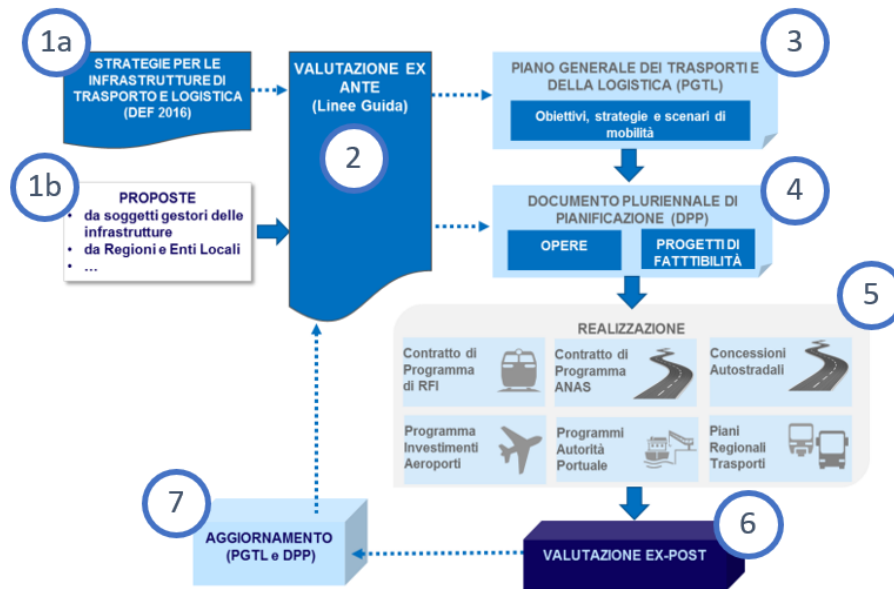 1a
STRATEGIE PER LE
INFRASTRUTTURE DI
TRASPORTO E LOGISTICA
(DEF 2016)
1b
PROPOSTE
• da soggetti gestori delle
infrastrutture
• da Regioni e Enti Locali
• ...
VALUTAZIONE EX
ANTE
(Linee Guida)
2
3
PIANO GENERALE DEI TRASPORTI E
DELLA LOGISTICA (PGTL)
Obiettivi, strategie e scenari di
mobilità
4
DOCUMENTO PLURIENNALE DI
PIANIFICAZIONE (DPP)
OPERE
PROGETTI DI
FATTTIBILITÀ
5
REALIZZAZIONE
Contratto di
Programma
di RFI
Contratto di
Programma
ANAS
Concessioni
Autostradali
Programma
Investimenti
Aeroporti
Programmi
Autorità
Portuale
Piani
Regionali
Trasporti
6
VALUTAZIONE EX-POST
7
AGGIORNAMENTO
(PGTL e DPP)